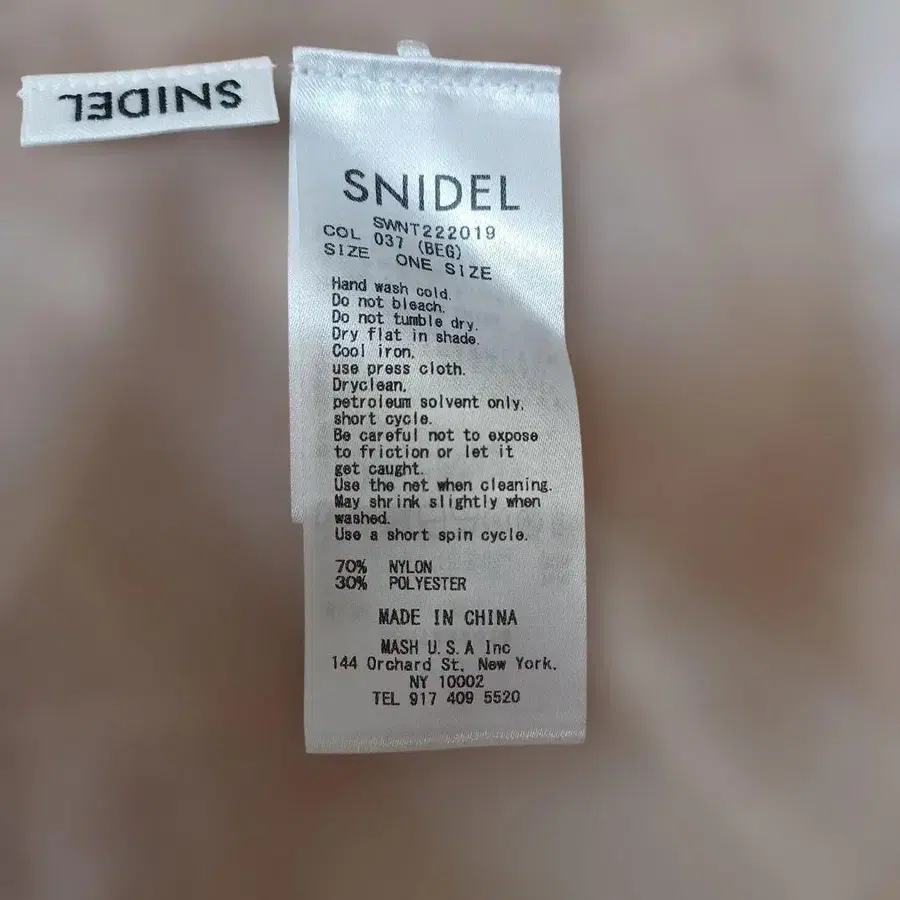 SNIDEL
SNIDEL
SWNT222019
COL 037 (BEG)
SIZE ONE SIZE
Hand wash cold.
Do not bleach.
Do not tumble dry.
Dry flat in shade.
Cool iron.
use press cloth.
Dryclean.
petroleum solvent only.
short cycle.
Be careful not to expose
to friction or let it
get caught.
Use the net when cleaning.
May shrink slightly when
washed.
Use a short spin cycle.
70% NYLON
30% POLYESTER
MADE IN CHINA
MASH U.S.A Inc
144 Orchard St, New York.
NY 10002
TEL 917 409 5520